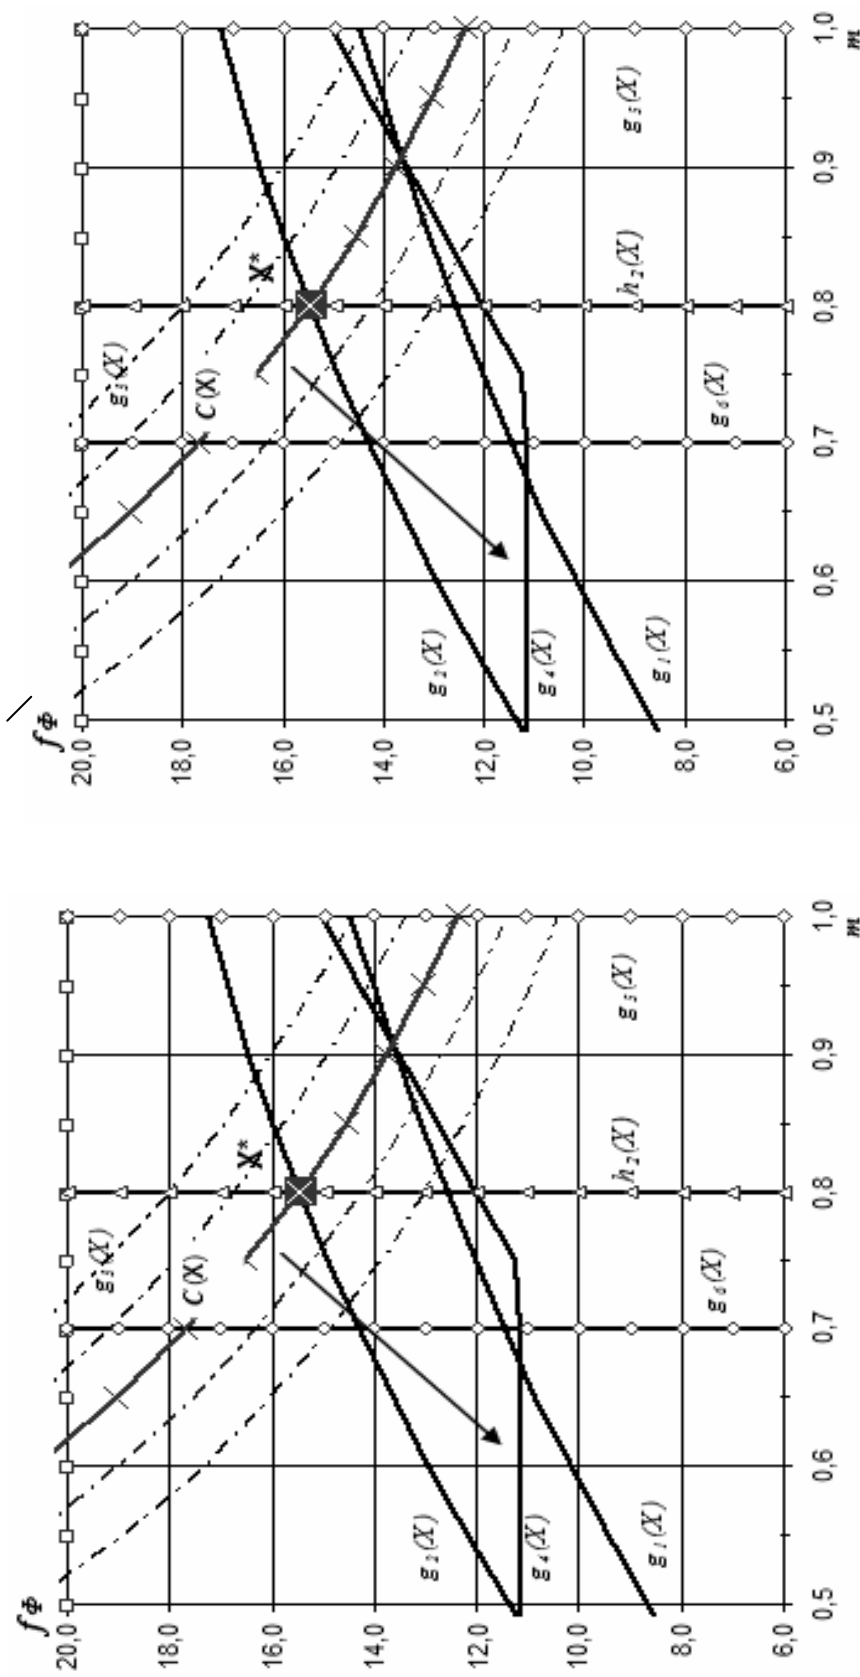 fΦ
20,0
18,0
16,0
14,0
12,0
10,0
8,0
6,0
0,5
0,6
0,7
0,8
0,9
1,0
m
g₃(X)
C(X)
X*
g₂(X)
g₄(X)
g₁(X)
g₆(X)
h₂(X)
g₅(X)
fΦ
20,0
18,0
16,0
14,0
12,0
10,0
8,0
6,0
0,5
0,6
0,7
0,8
0,9
1,0
m
g₃(X)
C(X)
X*
g₂(X)
g₄(X)
g₁(X)
g₆(X)
h₂(X)
g₅(X)